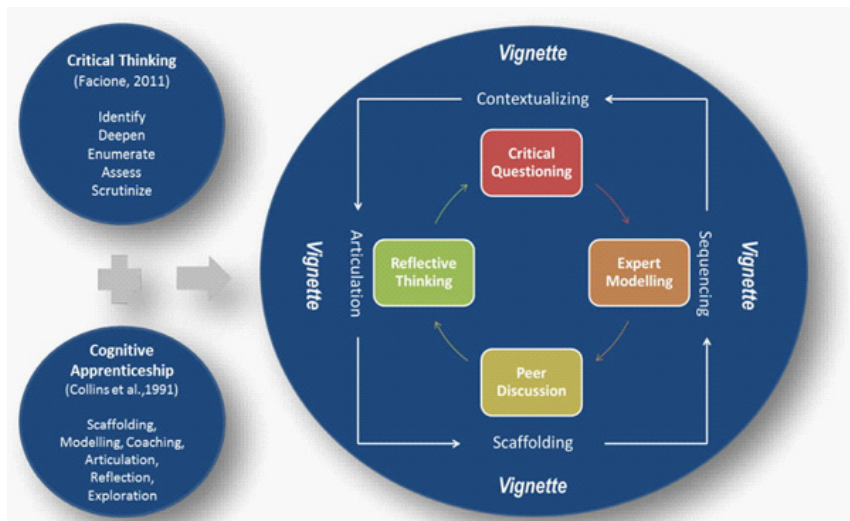 Critical Thinking
(Facione, 2011)
Identify
Deepen
Enumerate
Assess
Scrutinize
Cognitive
Apprenticeship
(Collins et al.,1991)
Scaffolding,
Modelling, Coaching,
Articulation,
Reflection,
Exploration
Vignette
Contextualizing
Critical
Questioning
Vignette
Articulation
Reflective
Thinking
Expert
Modelling
Sequencing
Vignette
Peer
Discussion
Scaffolding
Vignette